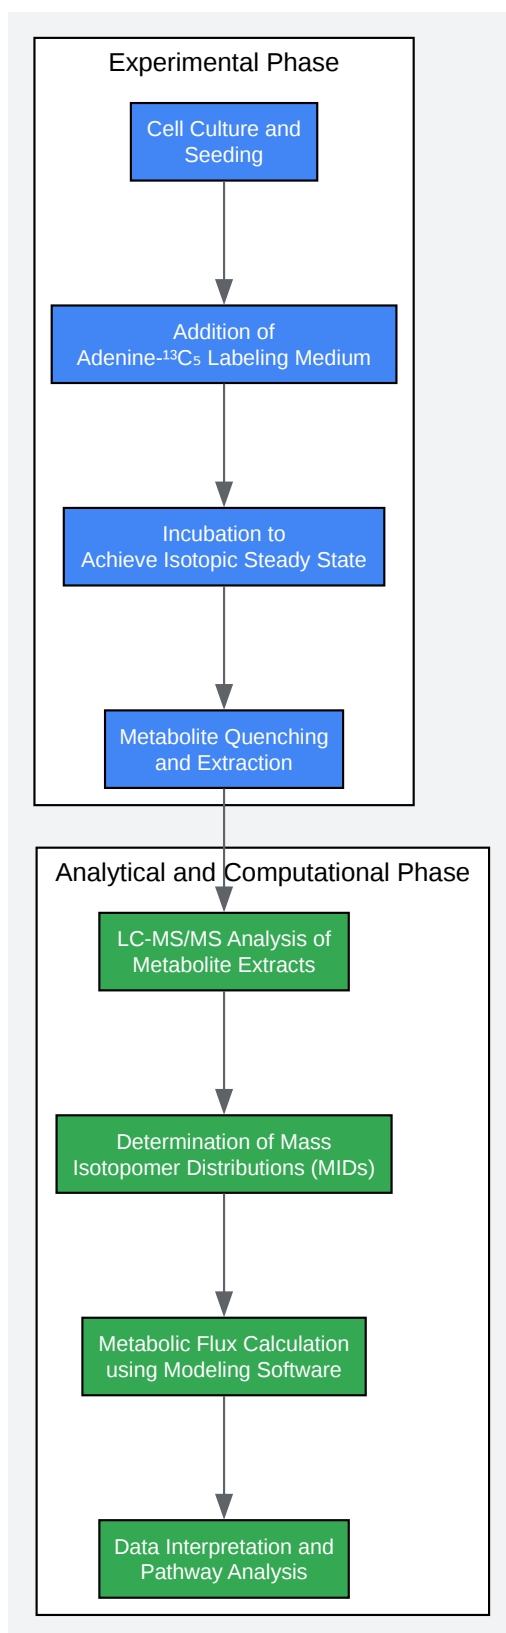 Experimental Phase
Cell Culture and
Seeding
Addition of
Adenine-¹³C₅ Labeling Medium
Incubation to
Achieve Isotopic Steady State
Metabolite Quenching
and Extraction
Analytical and Computational Phase
LC-MS/MS Analysis of
Metabolite Extracts
Determination of Mass
Isotopomer Distributions (MIDs)
Metabolic Flux Calculation
using Modeling Software
Data Interpretation and
Pathway Analysis